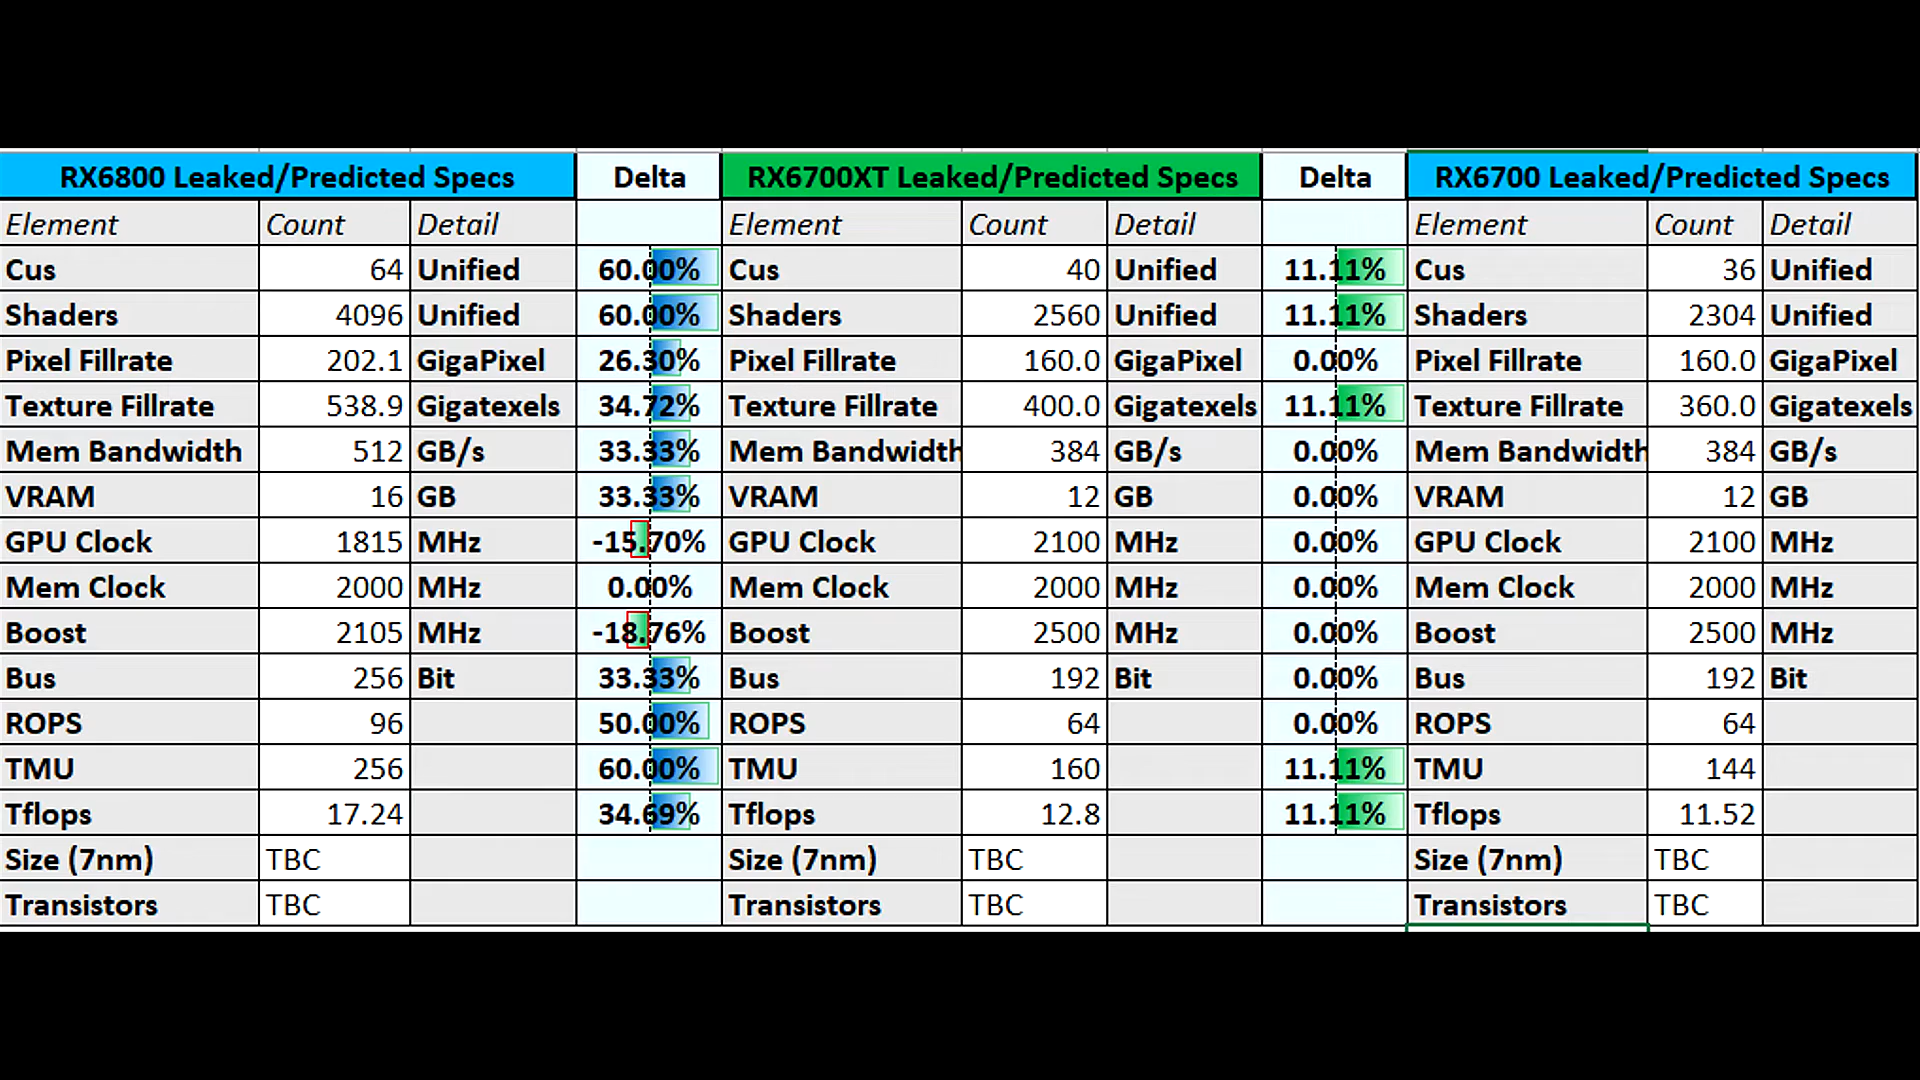 RX6800 Leaked/Predicted Specs Delta RX6700XT Leaked/Predicted Specs Delta RX6700 Leaked/Predicted Specs
Element Count Detail Element Count Detail Element Count Detail
Cus 64 Unified 60.00% Cus 40 Unified 11.11% Cus 36 Unified
Shaders 4096 Unified 60.00% Shaders 2560 Unified 11.11% Shaders 2304 Unified
Pixel Fillrate 202.1 GigaPixel 26.30% Pixel Fillrate 160.0 GigaPixel 0.00% Pixel Fillrate 160.0 GigaPixel
Texture Fillrate 538.9 Gigatexels 34.72% Texture Fillrate 400.0 Gigatexels 11.11% Texture Fillrate 360.0 Gigatexels
Mem Bandwidth 512 GB/s 33.33% Mem Bandwidth 384 GB/s 0.00% Mem Bandwidth 384 GB/s
VRAM 16 GB 33.33% VRAM 12 GB 0.00% VRAM 12 GB
GPU Clock 1815 MHz -15.70% GPU Clock 2100 MHz 0.00% GPU Clock 2100 MHz
Mem Clock 2000 MHz 0.00% Mem Clock 2000 MHz 0.00% Mem Clock 2000 MHz
Boost 2105 MHz -18.76% Boost 2500 MHz 0.00% Boost 2500 MHz
Bus 256 Bit 33.33% Bus 192 Bit 0.00% Bus 192 Bit
ROPS 96 50.00% ROPS 64 0.00% ROPS 64
TMU 256 60.00% TMU 160 11.11% TMU 144
Tflops 17.24 34.69% Tflops 12.8 11.11% Tflops 11.52
Size (7nm) TBC Size (7nm) TBC Size (7nm) TBC
Transistors TBC Transistors TBC Transistors TBC